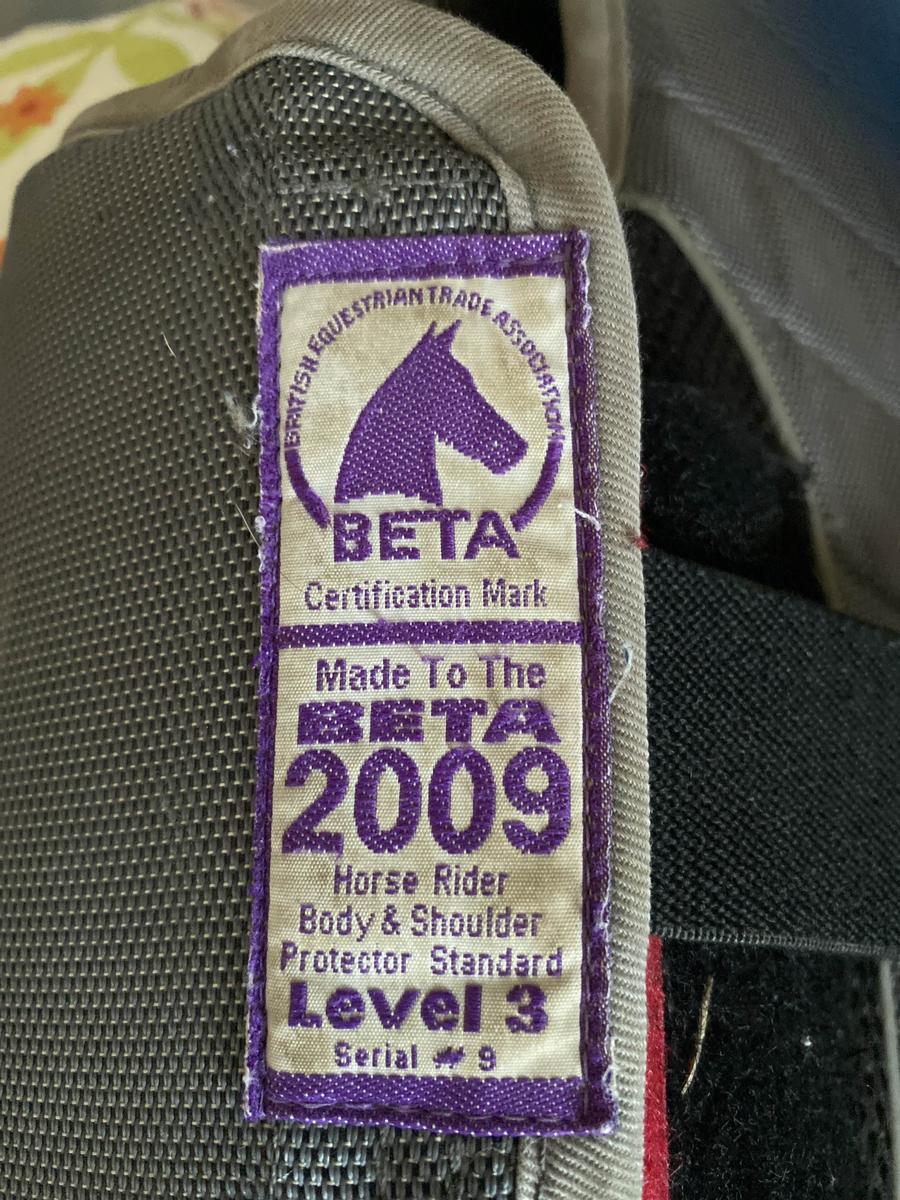 BRITISH EQUESTRIAN TRADE ASSOCIATION
BETA
Certification Mark
Made To The
BETA
2009
Horse Rider
Body & Shoulder
Protector Standard
Level 3
Serial # 9